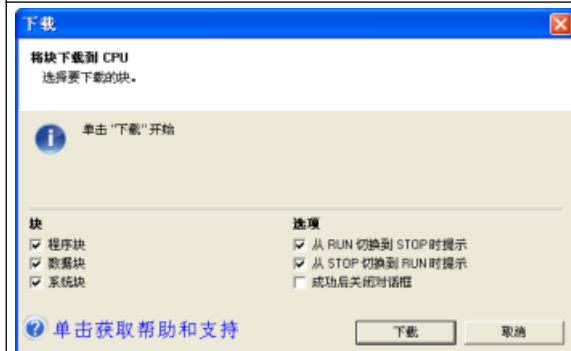 下载
将块下载到 CPU
选择要下载的块。
单击 "下载" 开始
块
选项
程序块
从 RUN 切换到 STOP 时提示
数据块
从 STOP 切换到 RUN 时提示
系统块
成功后关闭对话框
单击获取帮助和支持
下载
取消